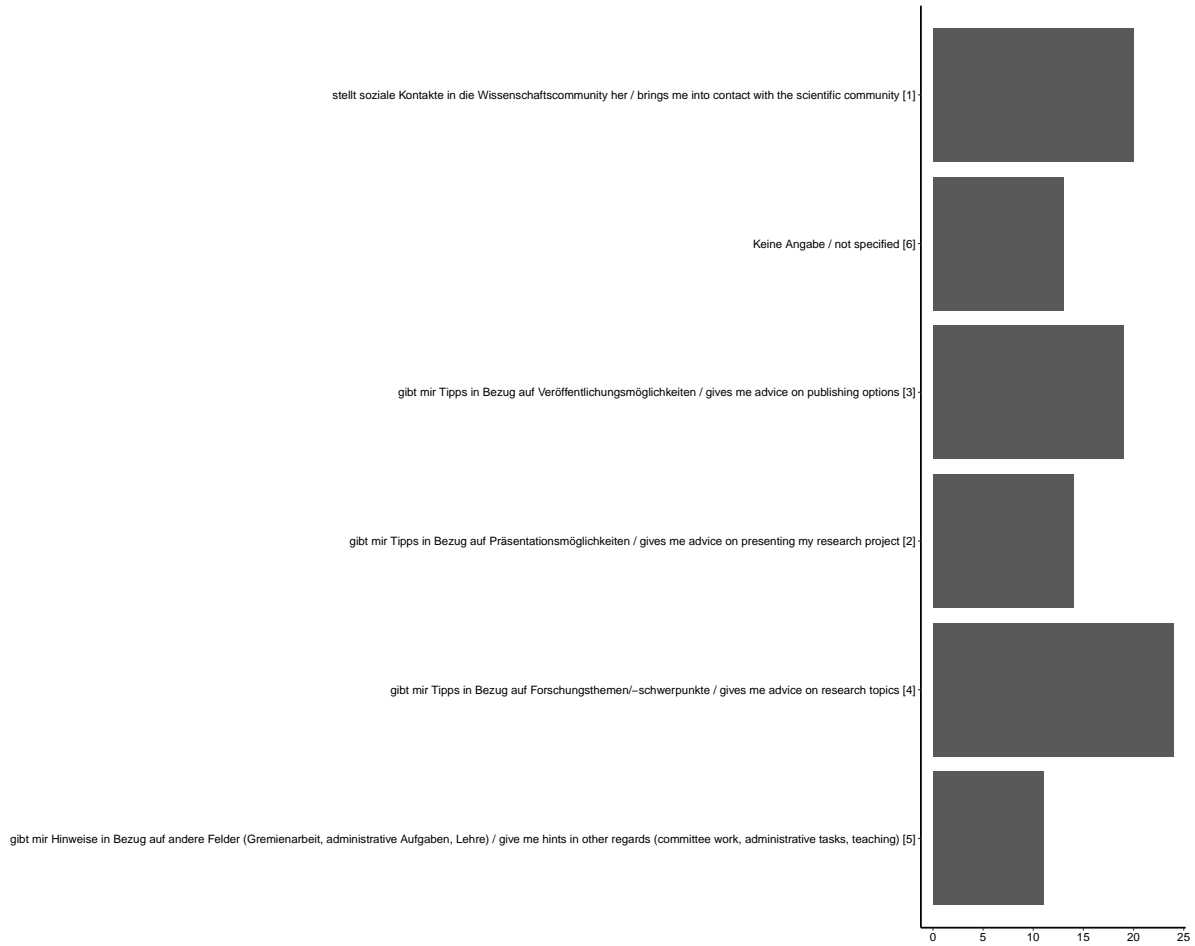 stellt soziale Kontakte in die Wissenschaftscommunity her / brings me into contact with the scientific community [1]
Keine Angabe / not specified [6]
gibt mir Tipps in Bezug auf Veröffentlichungsmöglichkeiten / gives me advice on publishing options [3]
gibt mir Tipps in Bezug auf Präsentationsmöglichkeiten / gives me advice on presenting my research project [2]
gibt mir Tipps in Bezug auf Forschungsthemen/−schwerpunkte / gives me advice on research topics [4]
gibt mir Hinweise in Bezug auf andere Felder (Gremienarbeit, administrative Aufgaben, Lehre) / give me hints in other regards (committee work, administrative tasks, teaching) [5]
0 5 10 15 20 25